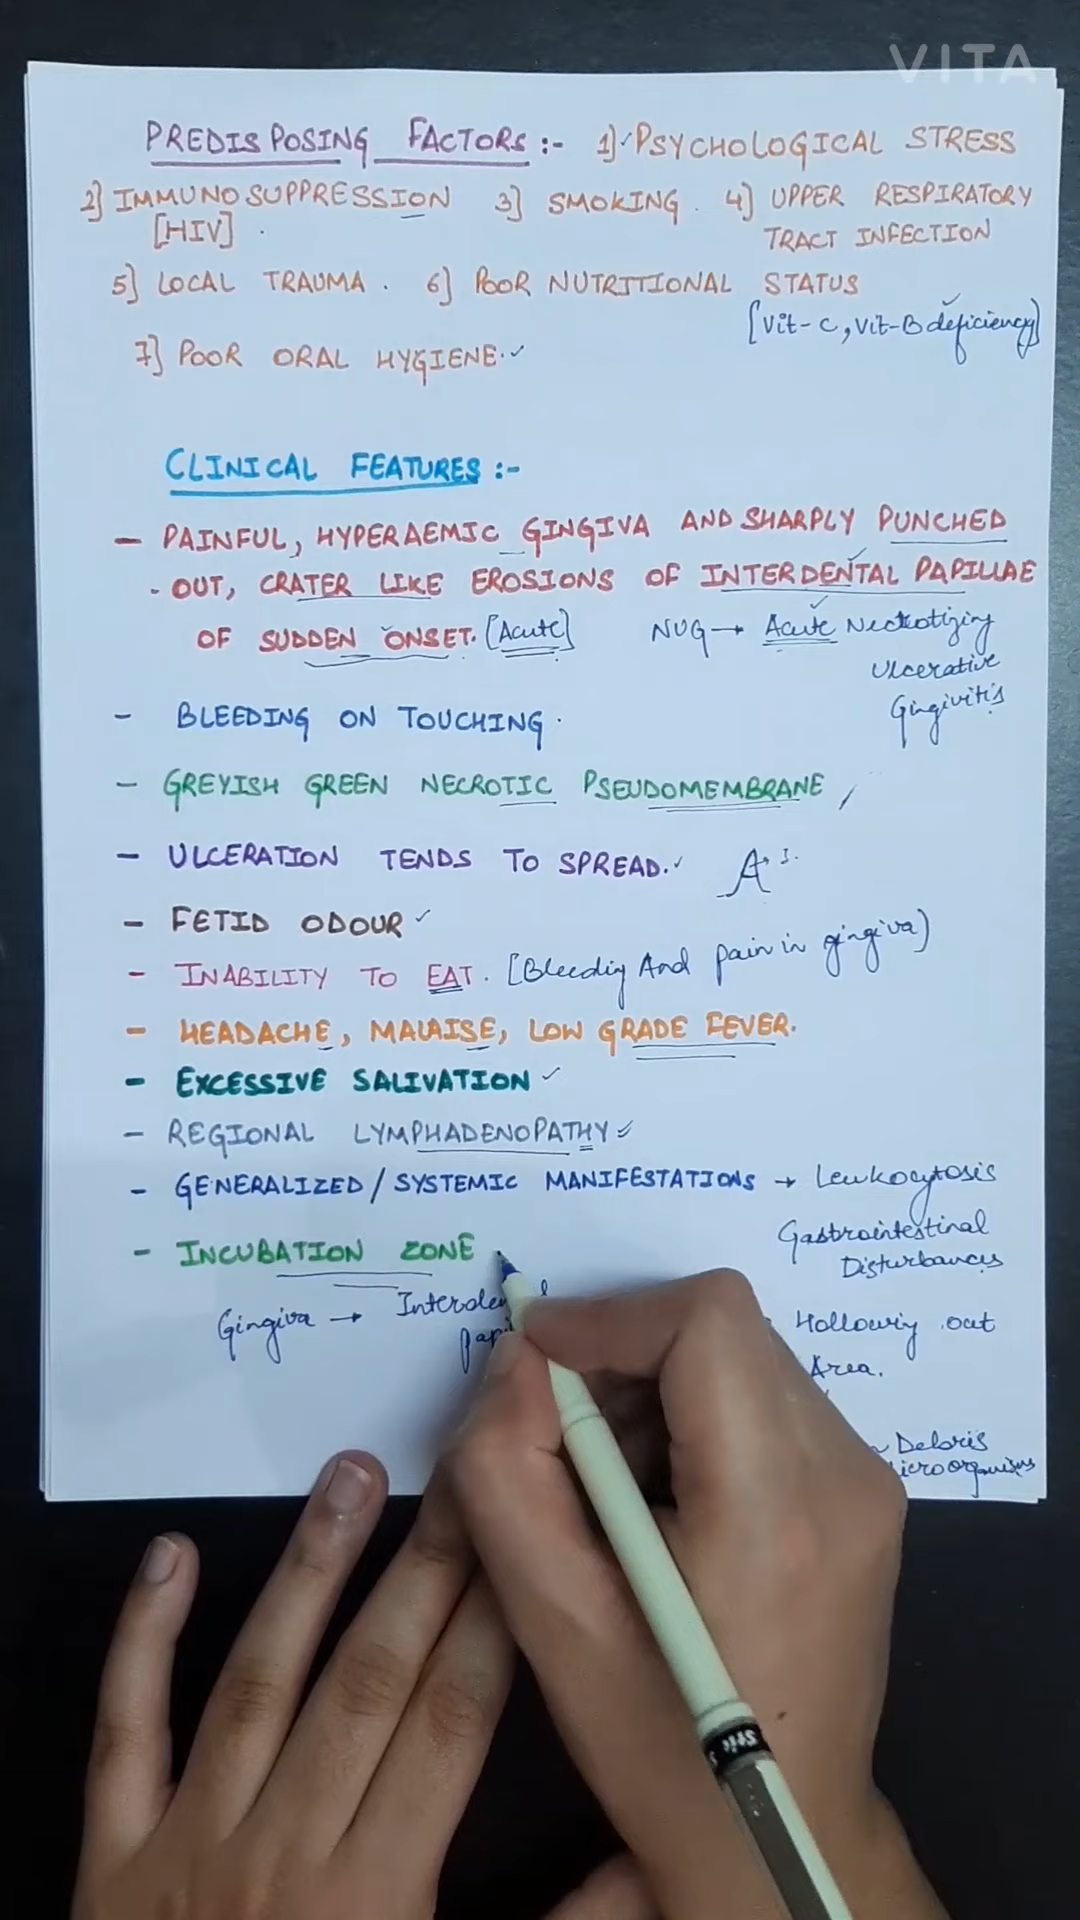 VITA
PREDISPOSING FACTORS :- 1] PSYCHOLOGICAL STRESS
2] IMMUNOSUPPRESSION 3] SMOKING. 4] UPPER RESPIRATORY
[HIV] . TRACT INFECTION
5] LOCAL TRAUMA . 6] POOR NUTRITIONAL STATUS
[Vit-C, Vit-B deficiency]
7] POOR ORAL HYGIENE. ✓
CLINICAL FEATURES :-
- PAINFUL, HYPERAEMIC GINGIVA AND SHARPLY PUNCHED
- OUT, CRATER LIKE EROSIONS OF INTERDENTAL PAPILLAE
OF SUDDEN ONSET. [Acute] NUG → Acute Necrotizing
Ulcerative
Gingivitis
- BLEEDING ON TOUCHING .
- GREYISH GREEN NECROTIC PSEUDOMEMBRANE
- ULCERATION TENDS TO SPREAD. ✓
- FETID ODOUR ✓
- INABILITY TO EAT. [Bleeding And pain in gingiva]
- HEADACHE, MALAISE, LOW GRADE FEVER.
- EXCESSIVE SALIVATION ✓
- REGIONAL LYMPHADENOPATHY ✓
- GENERALIZED/SYSTEMIC MANIFESTATIONS → Leukocytosis
Gastrointestinal
Disturbances
- INCUBATION ZONE
Gingiva →
Hollowing out
Area.
Debris